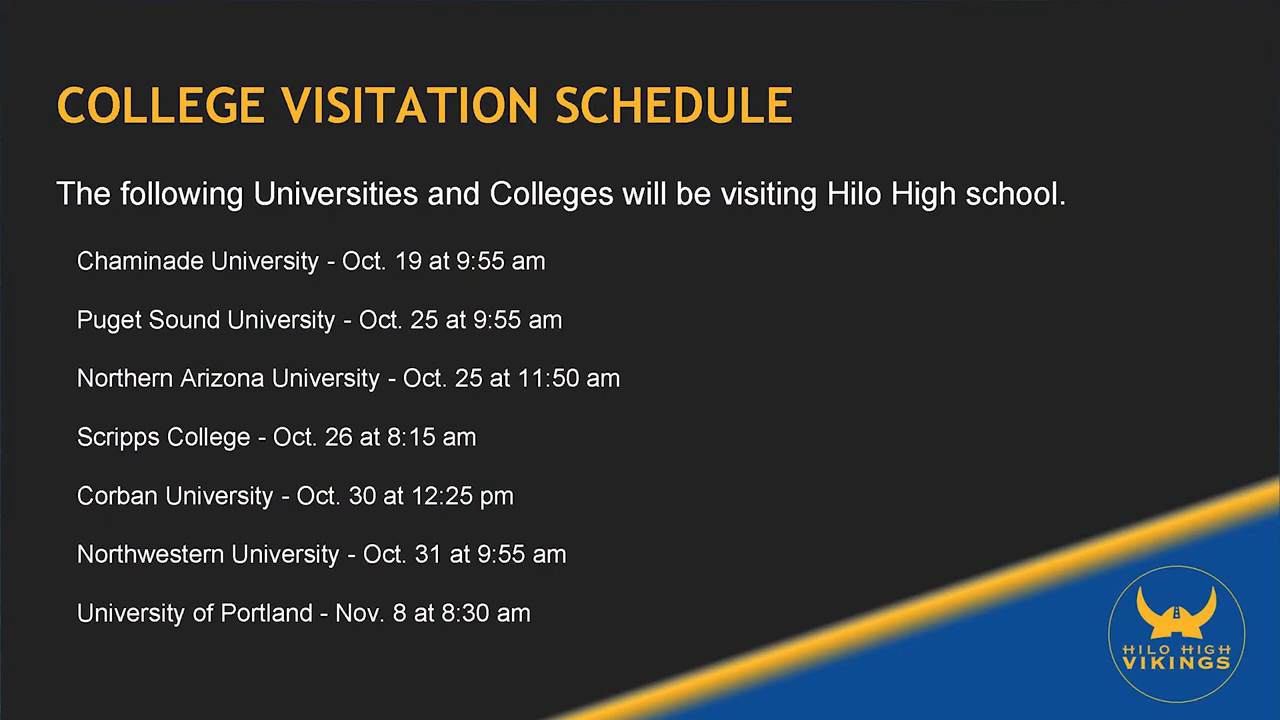 COLLEGE VISITATION SCHEDULE
The following Universities and Colleges will be visiting Hilo High school.
Chaminade University - Oct. 19 at 9:55 am
Puget Sound University - Oct. 25 at 9:55 am
Northern Arizona University - Oct. 25 at 11:50 am
Scripps College - Oct. 26 at 8:15 am
Corban University - Oct. 30 at 12:25 pm
Northwestern University - Oct. 31 at 9:55 am
University of Portland - Nov. 8 at 8:30 am
HILO HIGH
VIKINGS